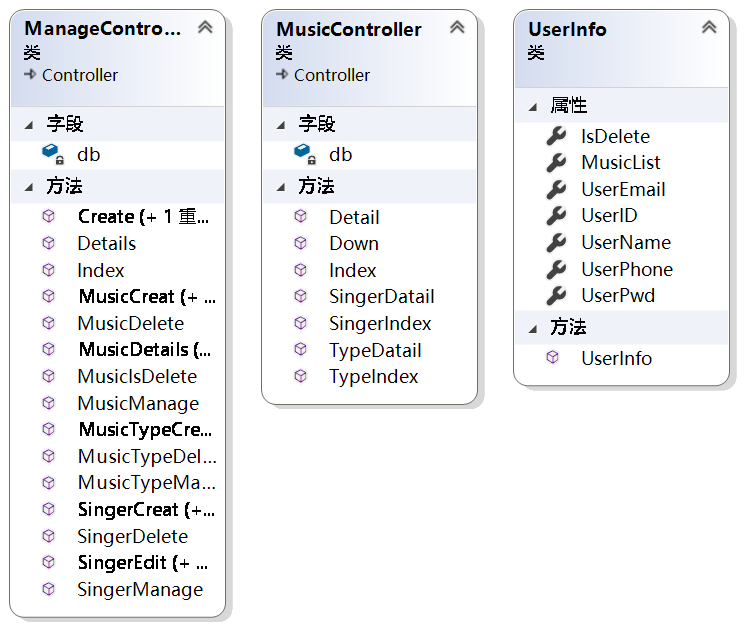 ManageContro...
类
Controller
字段
db
方法
Create (+ 1 重...
Details
Index
MusicCreat (+ ...
MusicDelete
MusicDetails (...
MusicIsDelete
MusicManage
MusicTypeCre...
MusicTypeDel...
MusicTypeMa...
SingerCreat (+...
SingerDelete
SingerEdit (+ ...
SingerManage
MusicController
类
Controller
字段
db
方法
Detail
Down
Index
SingerDatail
SingerIndex
TypeDatail
TypeIndex
UserInfo
类
属性
IsDelete
MusicList
UserEmail
UserID
UserName
UserPhone
UserPwd
方法
UserInfo